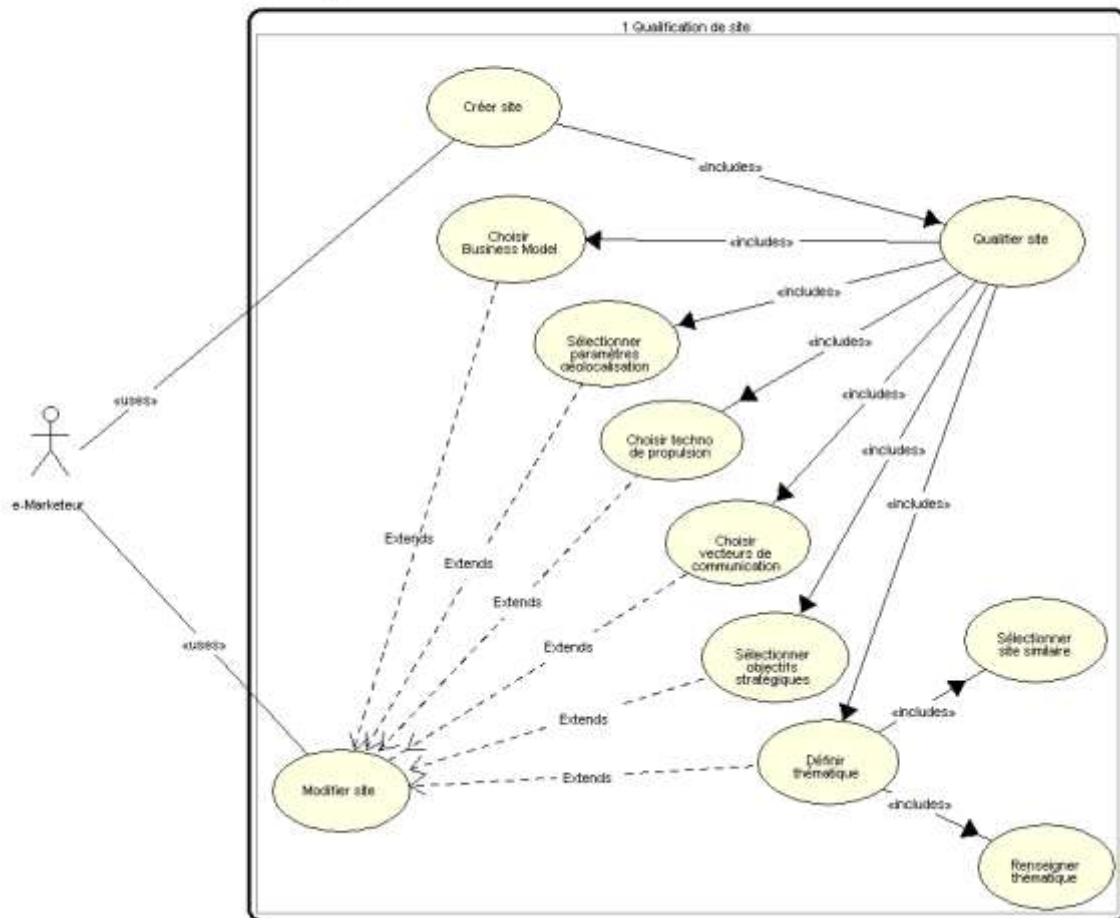 1 Qualification de site
Créer site
«includes»
Choisir
Business Model
«includes»
Qualifier site
«includes»
Sélectionner
paramètres
géolocalisation
«includes»
«uses»
Choisir techno
de propulsion
«includes»
«includes»
e-Marketeur
«includes»
Extends
Choisir
vecteurs de
communication
Extends
Extends
Sélectionner
site similaire
«uses»
Extends
Sélectionner
objectifs
stratégiques
«includes»
Extends
Modifier site
Extends
Définir
thématique
«includes»
Renseigner
thématique